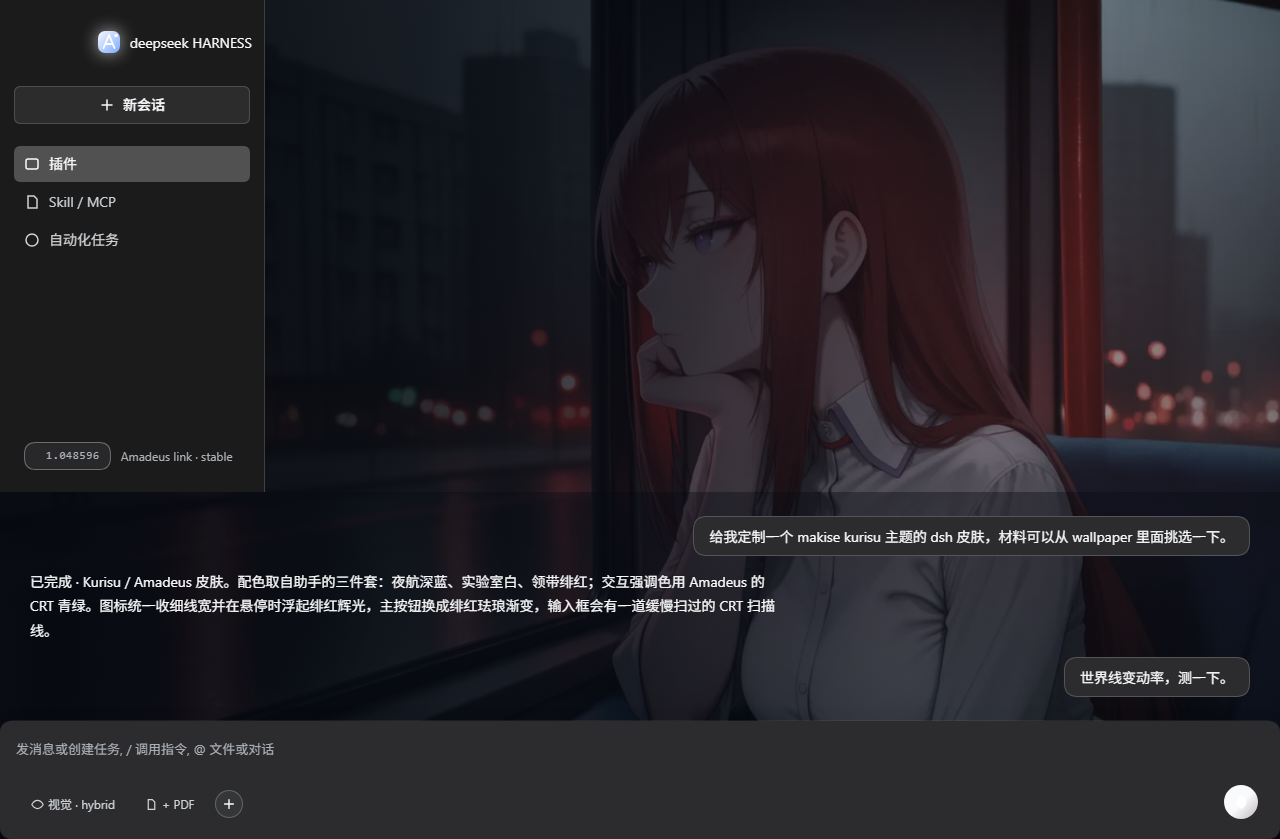 deepseek HARNESS
+ 新会话
插件
Skill / MCP
自动化任务
1.048596 Amadeus link · stable
给我定制一个 makise kurisu 主题的 dsh 皮肤，材料可以从 wallpaper 里面挑选一下。
已完成 · Kurisu / Amadeus 皮肤。配色取自助手的三件套：夜航深蓝、实验室白、领带绯红；交互强调色用 Amadeus 的
CRT 青绿。图标统一收细线宽并在悬停时浮起绯红辉光，主按钮换成绯红珐琅渐变，输入框会有一道缓慢扫过的 CRT 扫描
线。
世界线变动率，测一下。
发消息或创建任务, / 调用指令, @ 文件或对话
视觉 · hybrid + PDF +